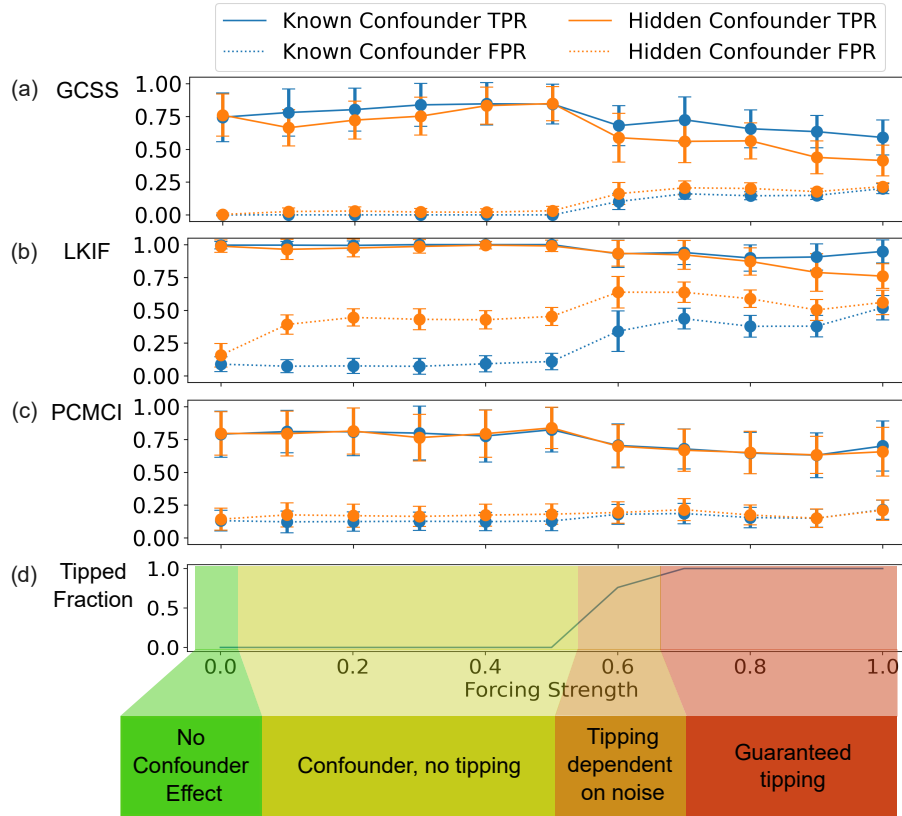 Known Confounder TPR
Hidden Confounder TPR
Known Confounder FPR
Hidden Confounder FPR
(a) GCSS
1.00
0.75
0.50
0.25
0.00
(b) LKIF
1.00
0.75
0.50
0.25
0.00
(c) PCMCI
1.00
0.75
0.50
0.25
0.00
(d) Tipped
Fraction
1.0
0.5
0.0
0.0 0.2 0.4 0.6 0.8 1.0
Forcing Strength
No
Confounder
Effect
Confounder, no tipping
Tipping
dependent
on noise
Guaranteed
tipping